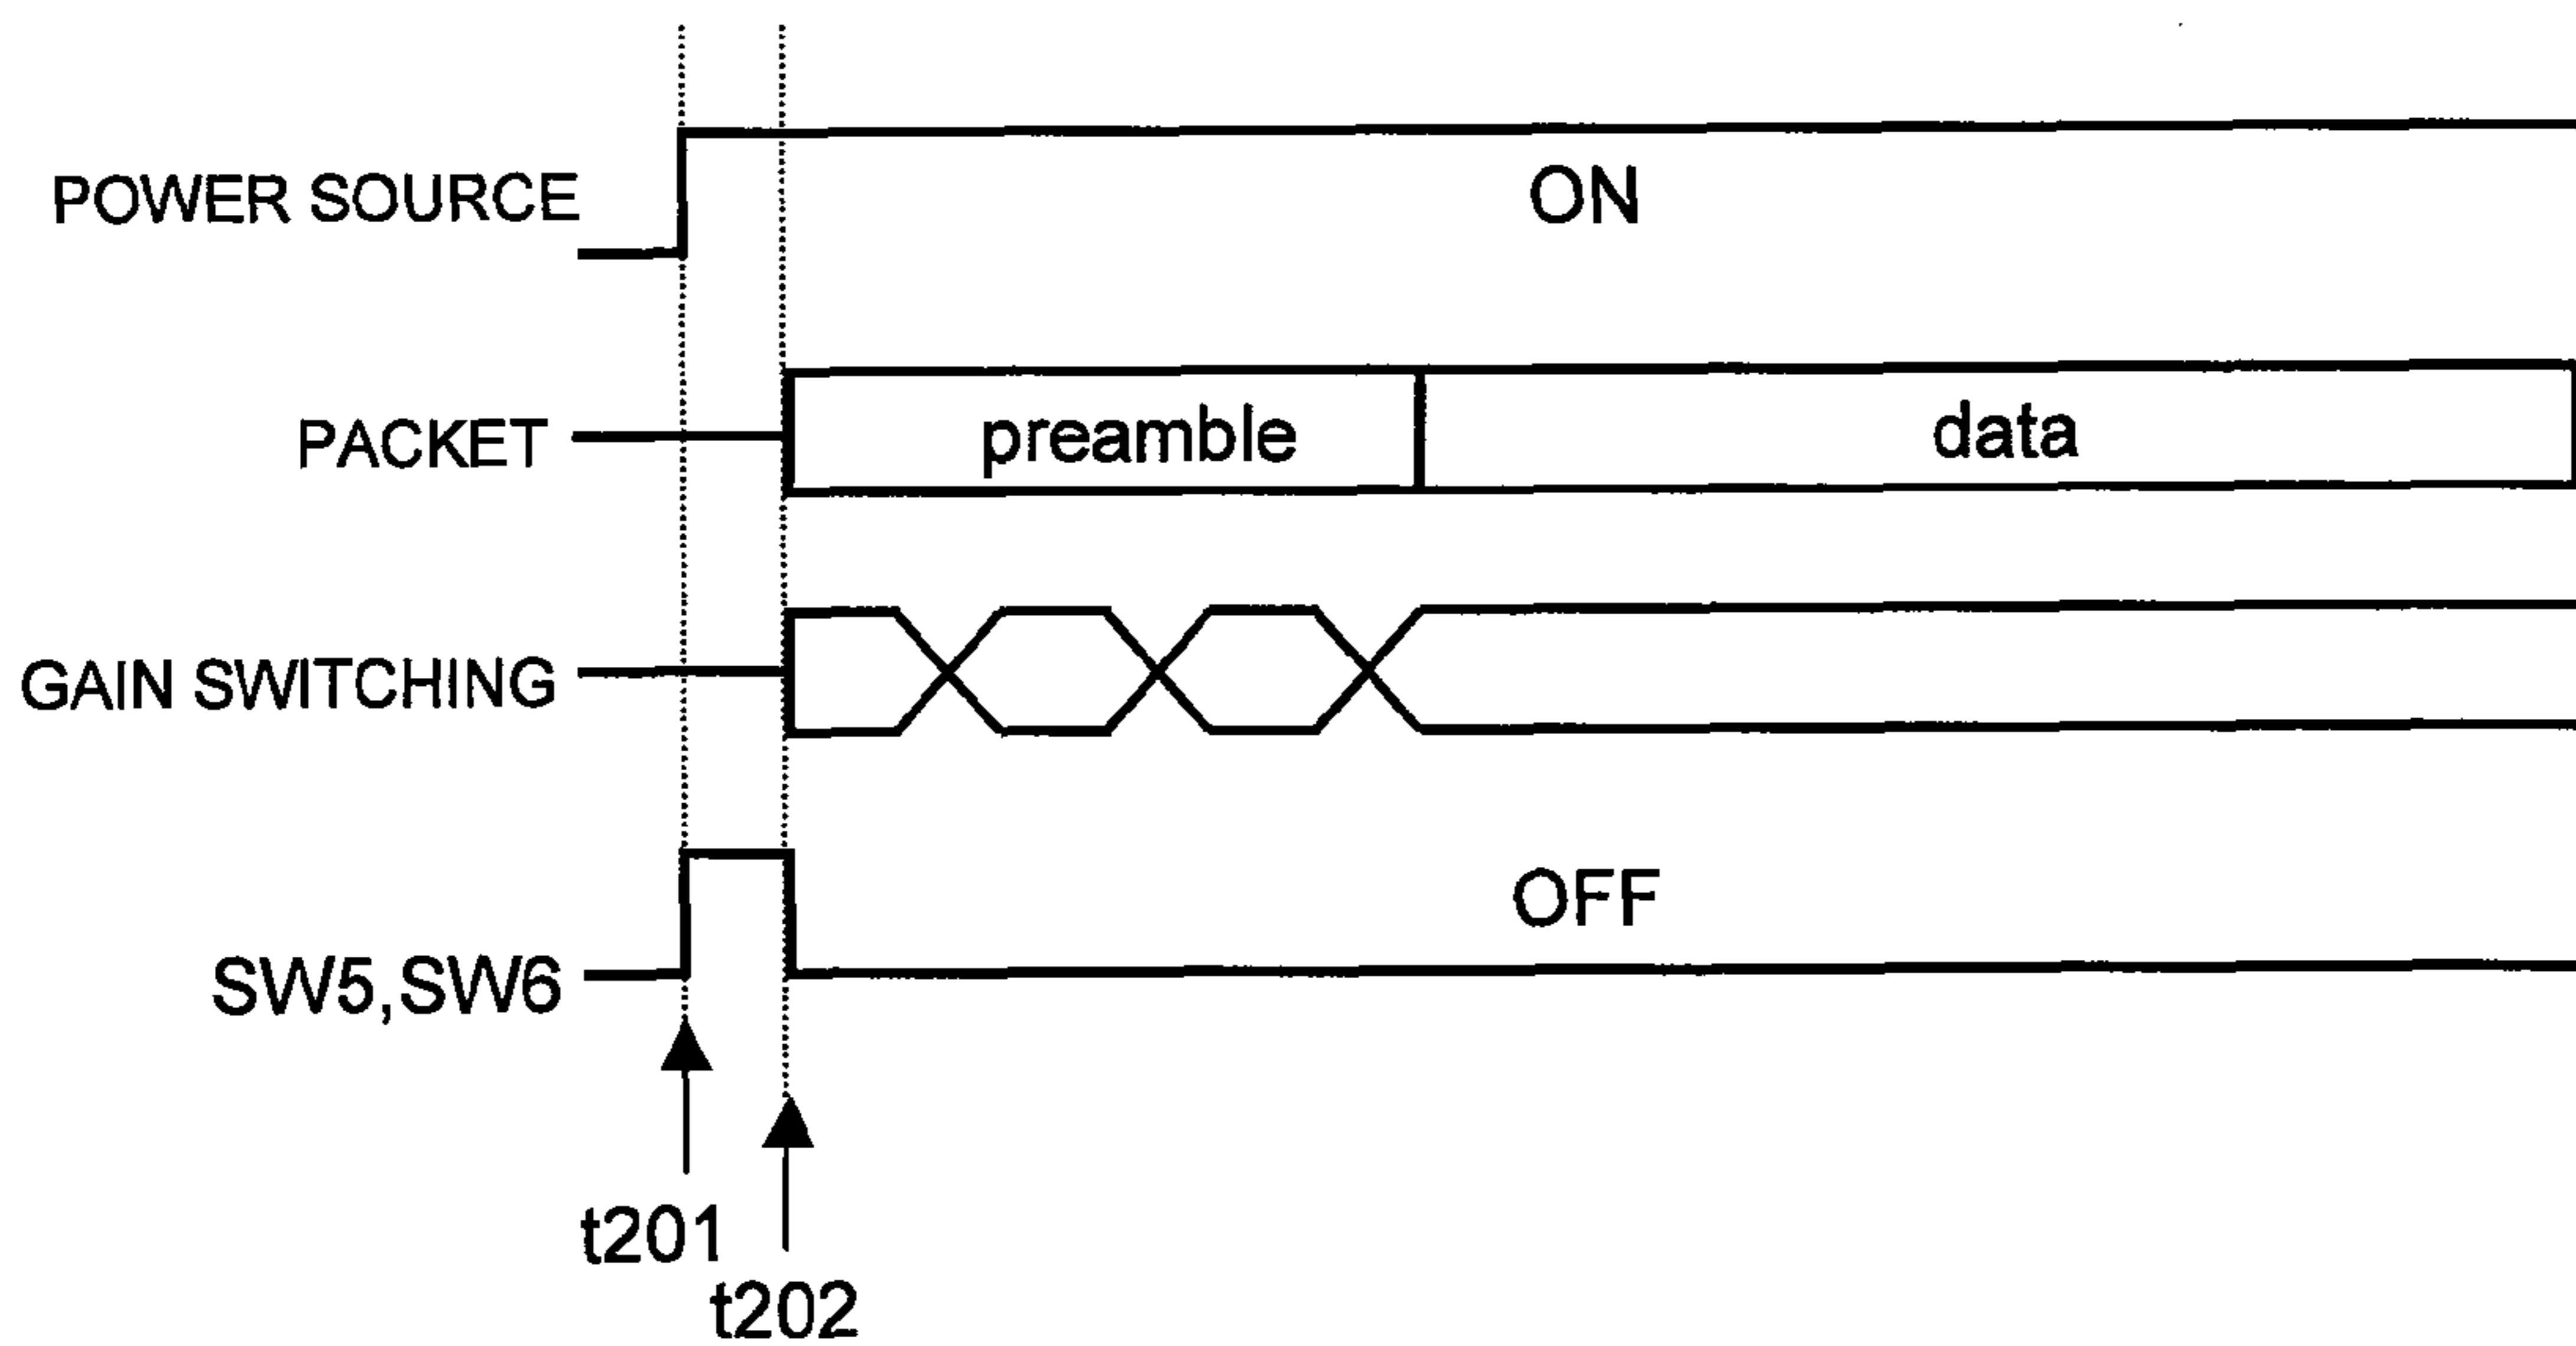 POWER SOURCE
ON
PACKET
preamble
data
GAIN SWITCHING
OFF
SW5,SW6
t201
t202